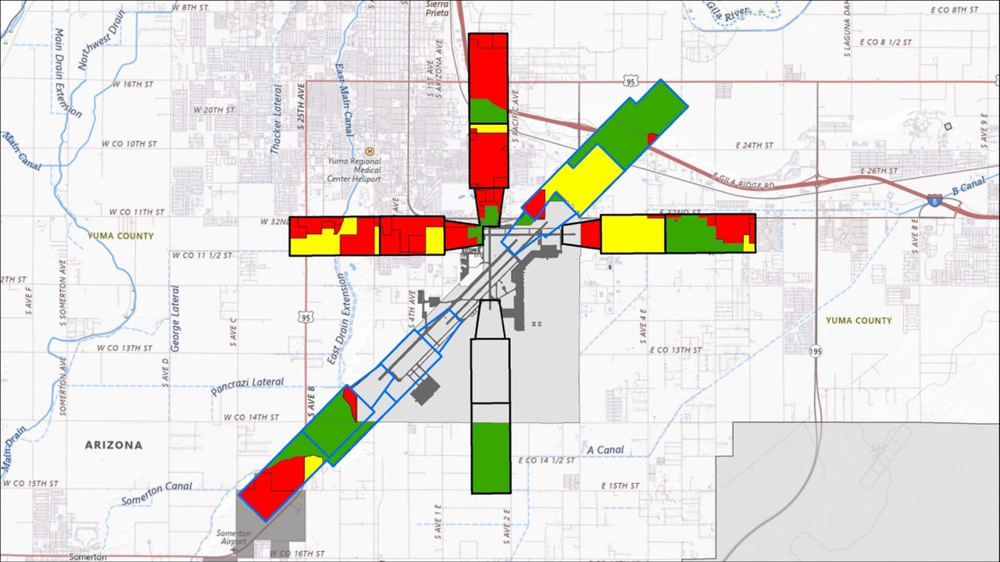 W 8TH ST
Sierra
Prieta
Gila River
E CO 8TH ST
Main Drain Extension
Northwest Drain
East Main Canal
S 1ST AVE
S ARIZONA AVE
E CO 8 1/2 ST
W 16TH ST
95
Thacker Lateral
S 25TH AVE
S PACIFIC AVE
W 20TH ST
S AVE 9 E
Main Canal
W CO 10TH ST
E 24TH ST
Yuma Regional
Medical
Center Heliport
E 26TH ST
E GILA RIDGE RD
B Canal
8
W CO 11TH ST
E 32ND ST
YUMA COUNTY
S AVE 8 E
W CO 11 1/2 ST
S AVE F
S SOMERTON AVE
George Lateral
S AVE C
95
East Drain Extension
S 4TH AVE
S AVE 4 E
YUMA COUNTY
W CO 13TH ST
E CO 13TH ST
195
SOMERTON AVE
S AVE D
Pancrazi Lateral
S AVE B
W CO 14TH ST
Main Drain
ARIZONA
A Canal
E CO 14 1/2 ST
W CO 15TH ST
Somerton Canal
E 15TH ST
S AVE 1 E
S AVE 2 E
Somerton
Airport
Somerton
W CO 16TH ST